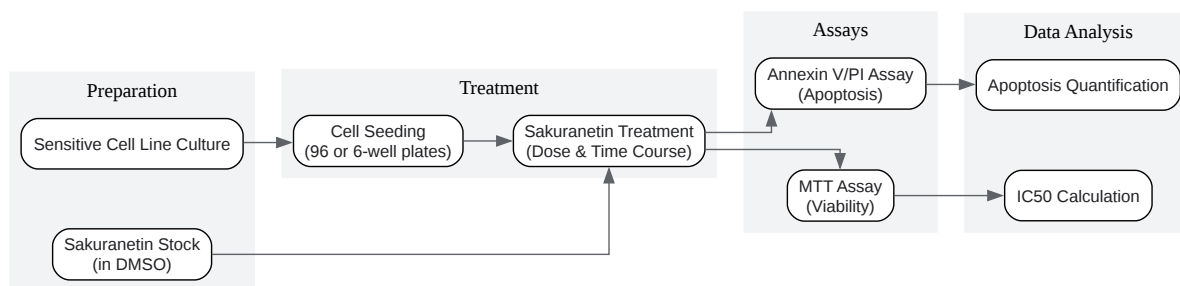 Preparation
Sensitive Cell Line Culture
Sakuranetin Stock
(in DMSO)
Treatment
Cell Seeding
(96 or 6-well plates)
Sakuranetin Treatment
(Dose & Time Course)
Assays
Annexin V/PI Assay
(Apoptosis)
MTT Assay
(Viability)
Data Analysis
Apoptosis Quantification
IC50 Calculation